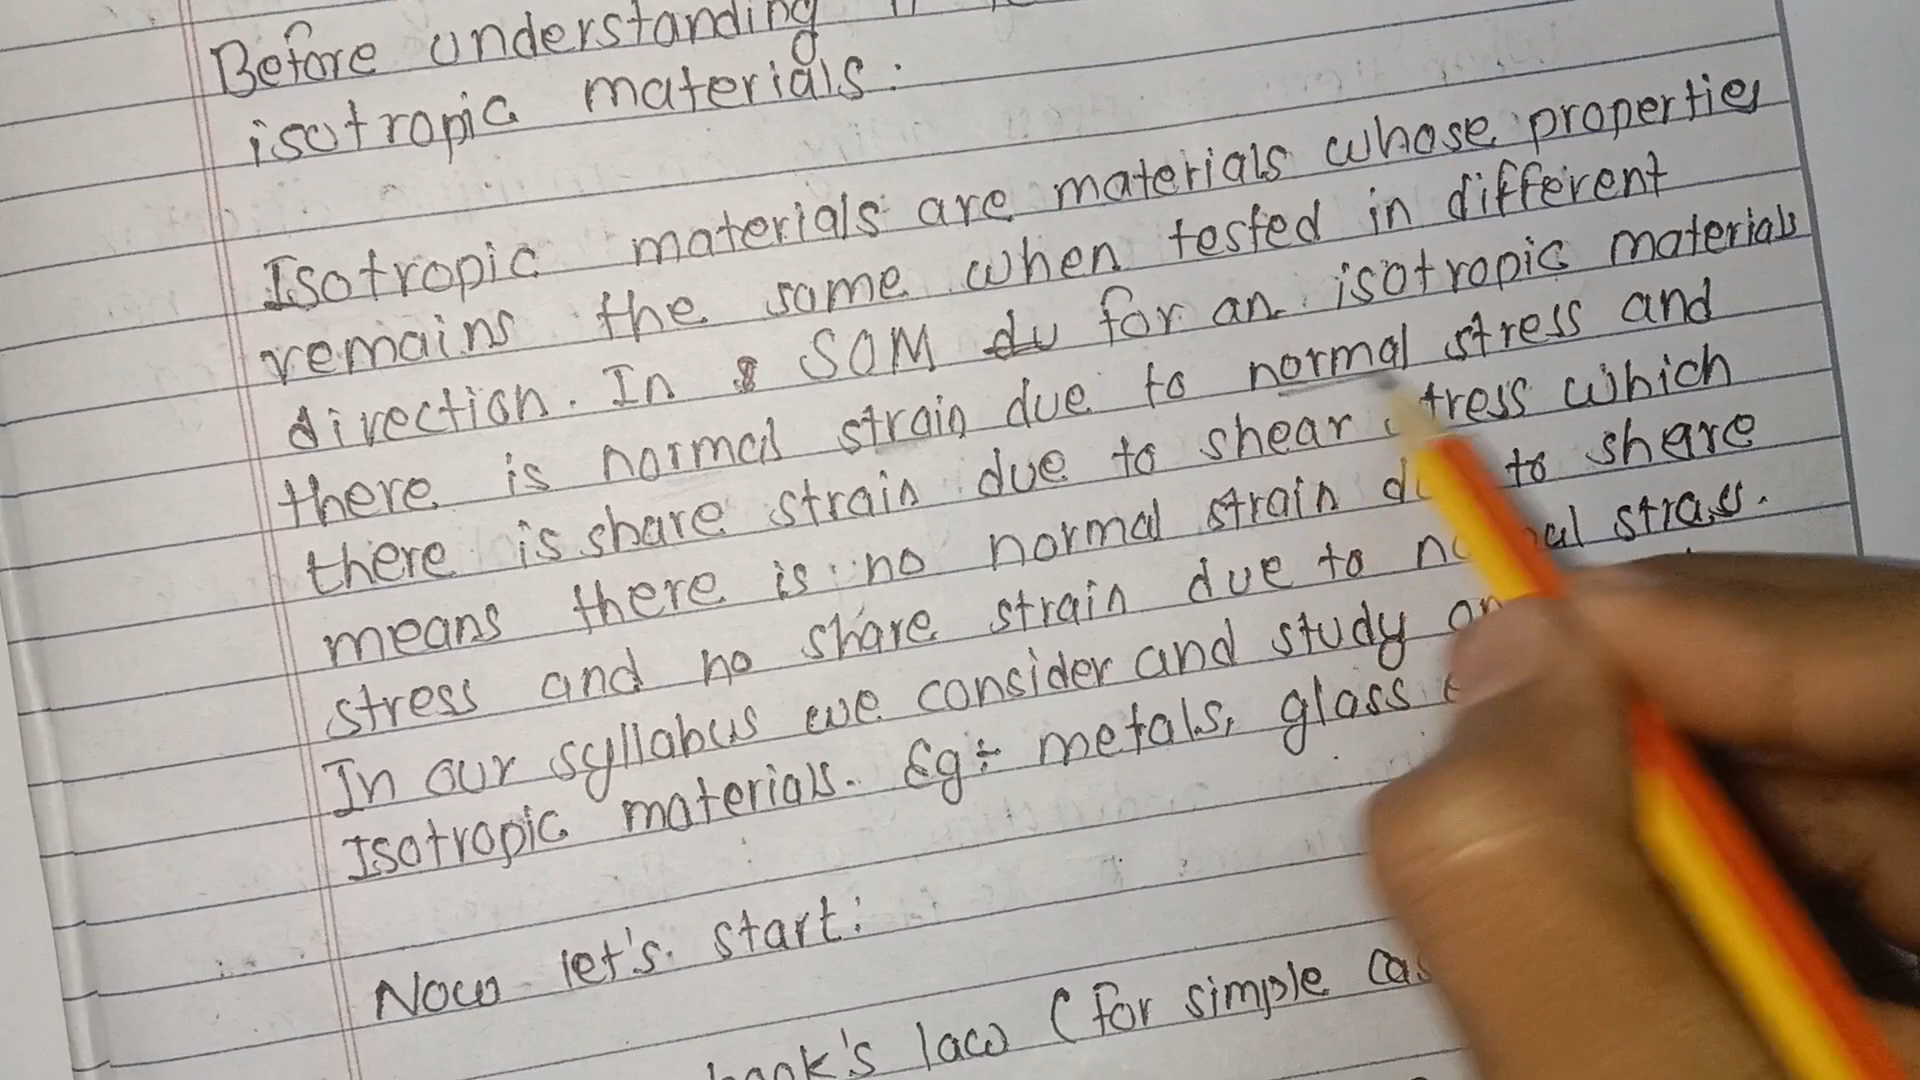 Before understanding
isotropic materials:
Isotropic materials are materials whose properties
remains the same when tested in different
direction. In SOM for an isotropic materials
there is normal strain due to normal stress and
there is share strain due to shear stress which
means there is no normal strain to share
stress and no share strain due to stress.
In our syllabus we consider and study
Isotropic materials. Eg:- metals, glass
Now let's start:
hook's law (for simple